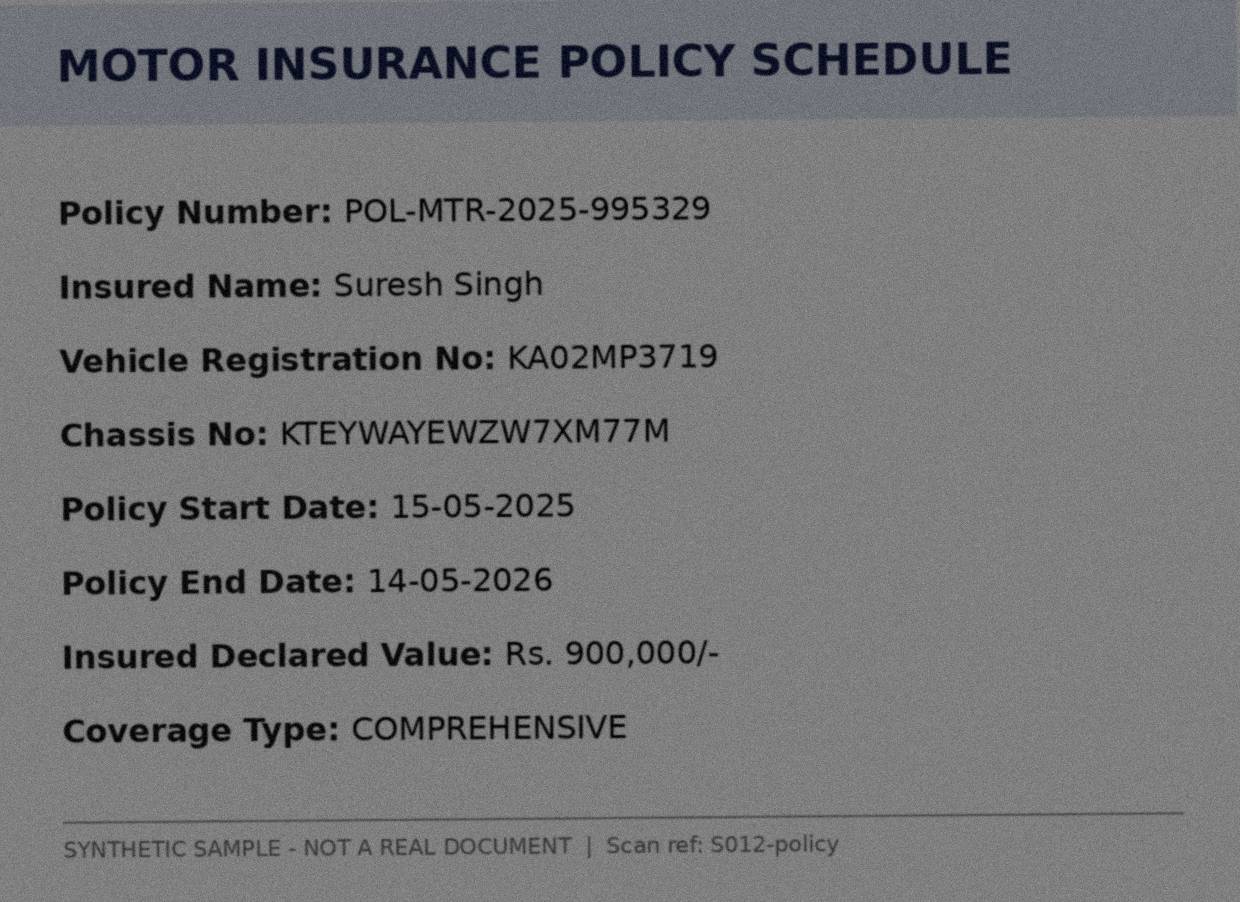 MOTOR INSURANCE POLICY SCHEDULE
Policy Number: POL-MTR-2025-995329
Insured Name: Suresh Singh
Vehicle Registration No: KA02MP3719
Chassis No: KTEYWAYEWZW7XM77M
Policy Start Date: 15-05-2025
Policy End Date: 14-05-2026
Insured Declared Value: Rs. 900,000/-
Coverage Type: COMPREHENSIVE
SYNTHETIC SAMPLE - NOT A REAL DOCUMENT | Scan ref: S012-policy